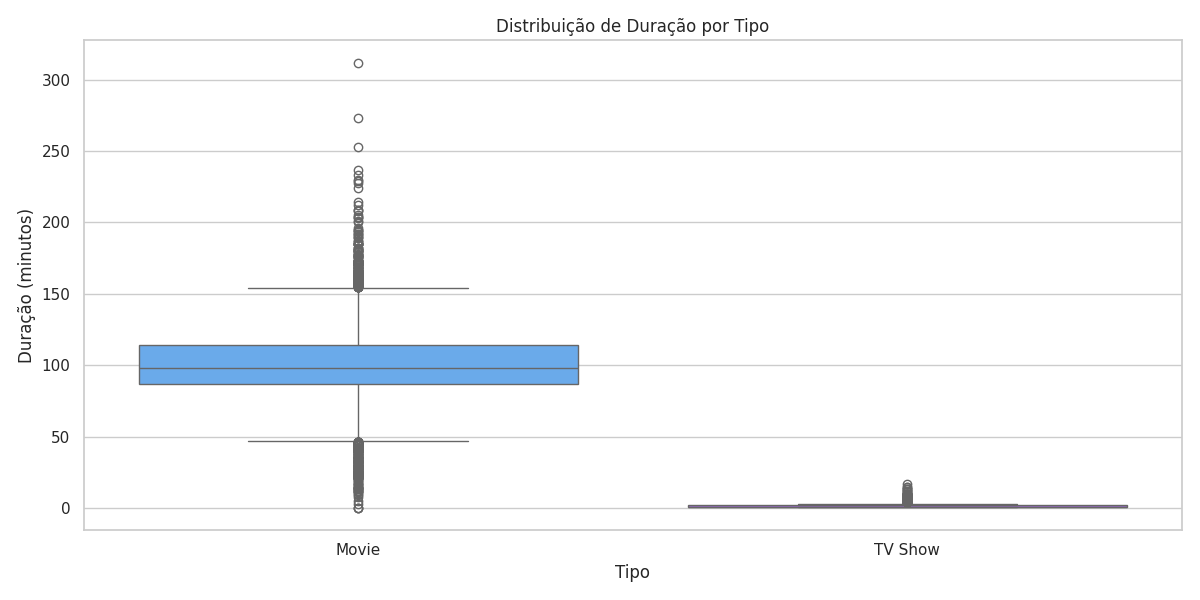 Distribuição de Duração por Tipo
300
250
200
150
100
50
0
Duração (minutos)
Movie
TV Show
Tipo